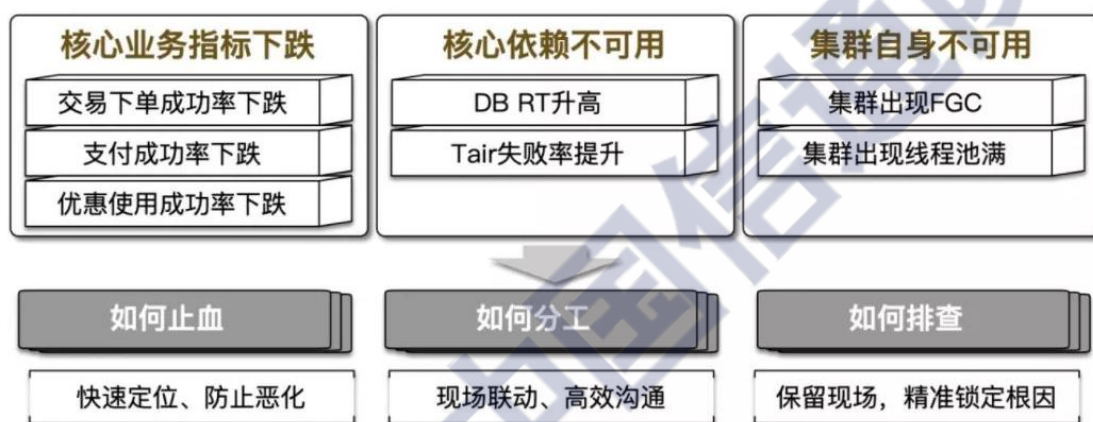 核心业务指标下跌
交易下单成功率下跌
支付成功率下跌
优惠使用成功率下跌
核心依赖不可用
DB RT升高
Tair失败率提升
集群自身不可用
集群出现FGC
集群出现线程池满
如何止血
快速定位、防止恶化
如何分工
现场联动、高效沟通
如何排查
保留现场，精准锁定根因
中国信通院